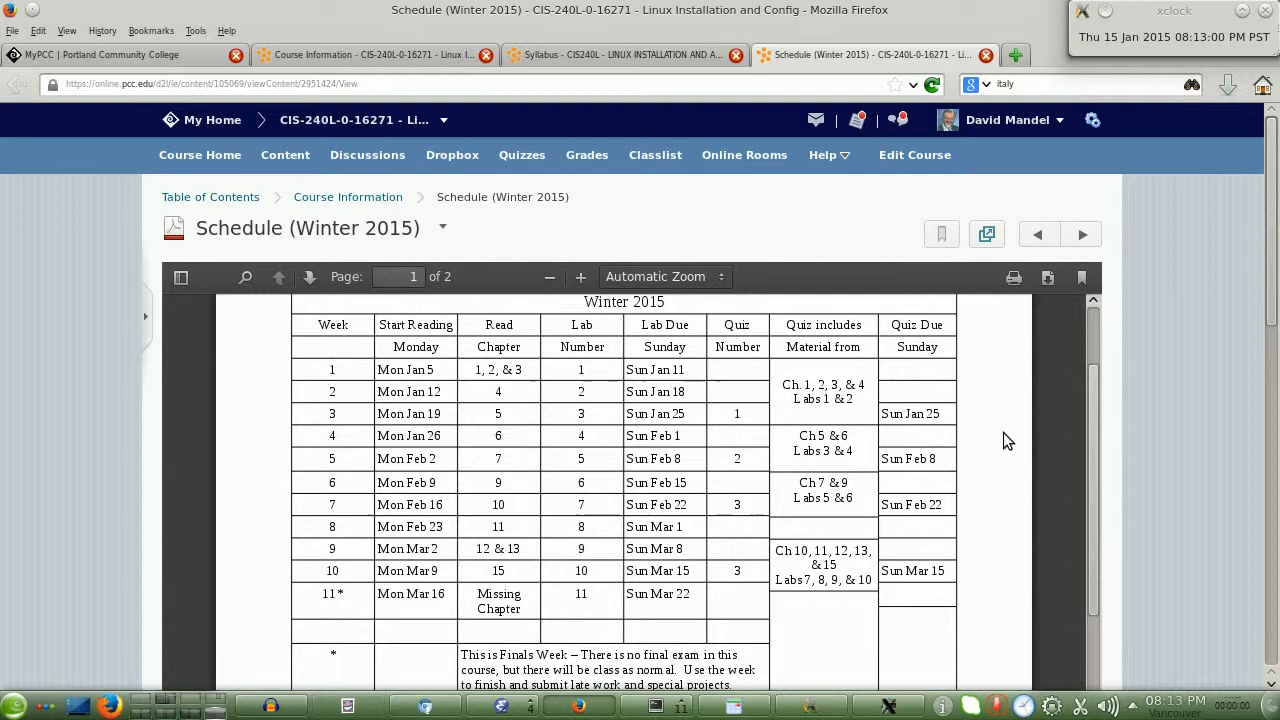 Schedule (Winter 2015) - CIS-240L-0-16271 - Linux Installation and Config - Mozilla Firefox
xclock
File Edit View History Bookmarks Tools Help
Thu 15 Jan 2015 08:13:00 PM PST
MyPCC | Portland Community College
Course Information - CIS-240L-0-16271 - Linux I...
Syllabus - CIS240L - LINUX INSTALLATION AND A...
Schedule (Winter 2015) - CIS-240L-0-16271 - Li...
https://online.pcc.edu/d2l/le/content/105069/viewContent/2951424/View
italy
My Home CIS-240L-0-16271 - Li...
David Mandel
Course Home Content Discussions Dropbox Quizzes Grades Classlist Online Rooms Help Edit Course
Table of Contents Course Information Schedule (Winter 2015)
Schedule (Winter 2015)
Page: 1 of 2
Automatic Zoom
Winter 2015
Week Start Reading Read Lab Lab Due Quiz Quiz includes Quiz Due
Monday Chapter Number Sunday Number Material from Sunday
1 Mon Jan 5 1, 2, & 3 1 Sun Jan 11
Ch. 1, 2, 3, & 4
2 Mon Jan 12 4 2 Sun Jan 18
Labs 1 & 2
3 Mon Jan 19 5 3 Sun Jan 25 1 Sun Jan 25
4 Mon Jan 26 6 4 Sun Feb 1 Ch 5 & 6
Labs 3 & 4
5 Mon Feb 2 7 5 Sun Feb 8 2 Sun Feb 8
6 Mon Feb 9 9 6 Sun Feb 15 Ch 7 & 9
Labs 5 & 6
7 Mon Feb 16 10 7 Sun Feb 22 3 Sun Feb 22
8 Mon Feb 23 11 8 Sun Mar 1
9 Mon Mar 2 12 & 13 9 Sun Mar 8 Ch 10, 11, 12, 13,
& 15
10 Mon Mar 9 15 10 Sun Mar 15 3 Sun Mar 15
Labs 7, 8, 9, & 10
11 * Mon Mar 16 Missing 11 Sun Mar 22
Chapter
* This is Finals Week – There is no final exam in this
course, but there will be class as normal. Use the week
to finish and submit late work and special projects.
4
11
08:13 PM
Vancouver
00:00:00